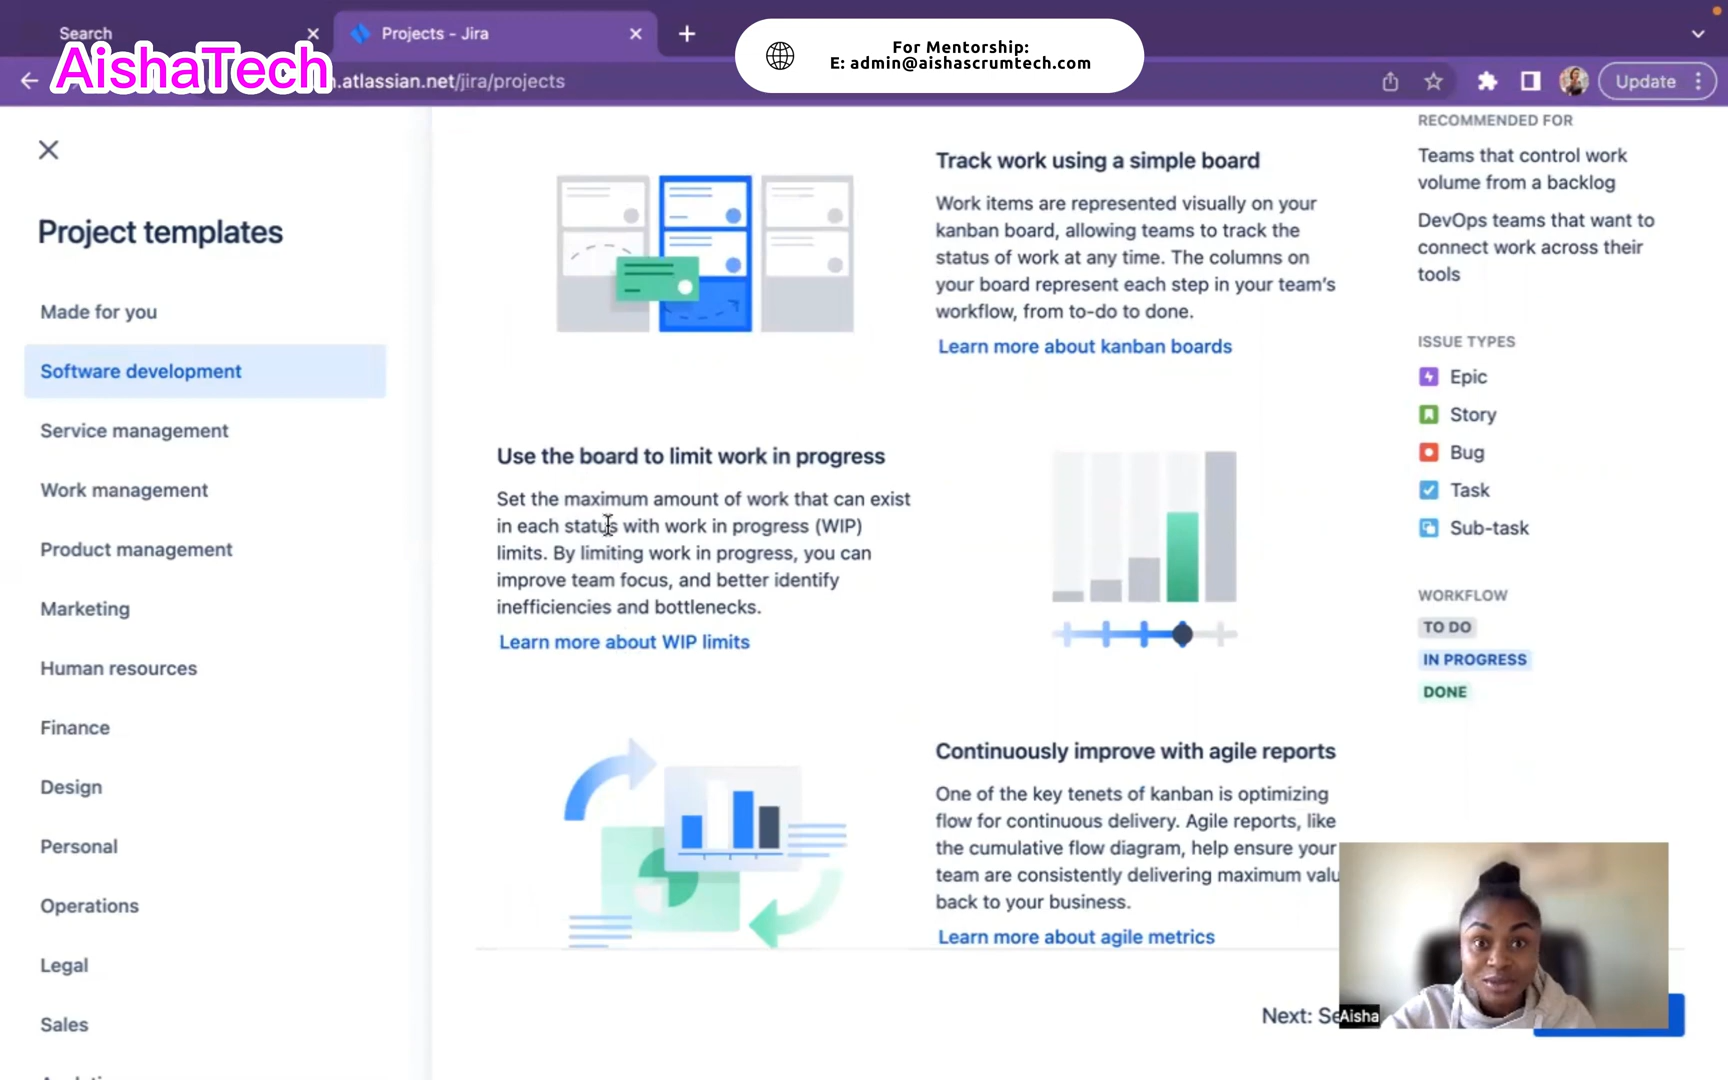 Search
Projects - Jira
AishaTech
.atlassian.net/jira/projects
For Mentorship:
E: admin@aishascrumtech.com
Update
Project templates
Made for you
Software development
Service management
Work management
Product management
Marketing
Human resources
Finance
Design
Personal
Operations
Legal
Sales
Track work using a simple board
Work items are represented visually on your
kanban board, allowing teams to track the
status of work at any time. The columns on
your board represent each step in your team's
workflow, from to-do to done.
Learn more about kanban boards
Use the board to limit work in progress
Set the maximum amount of work that can exist
in each status with work in progress (WIP)
limits. By limiting work in progress, you can
improve team focus, and better identify
inefficiencies and bottlenecks.
Learn more about WIP limits
Continuously improve with agile reports
One of the key tenets of kanban is optimizing
flow for continuous delivery. Agile reports, like
the cumulative flow diagram, help ensure your
team are consistently delivering maximum valu
back to your business.
Learn more about agile metrics
RECOMMENDED FOR
Teams that control work
volume from a backlog
DevOps teams that want to
connect work across their
tools
ISSUE TYPES
Epic
Story
Bug
Task
Sub-task
WORKFLOW
TO DO
IN PROGRESS
DONE
Next: Se
Aisha